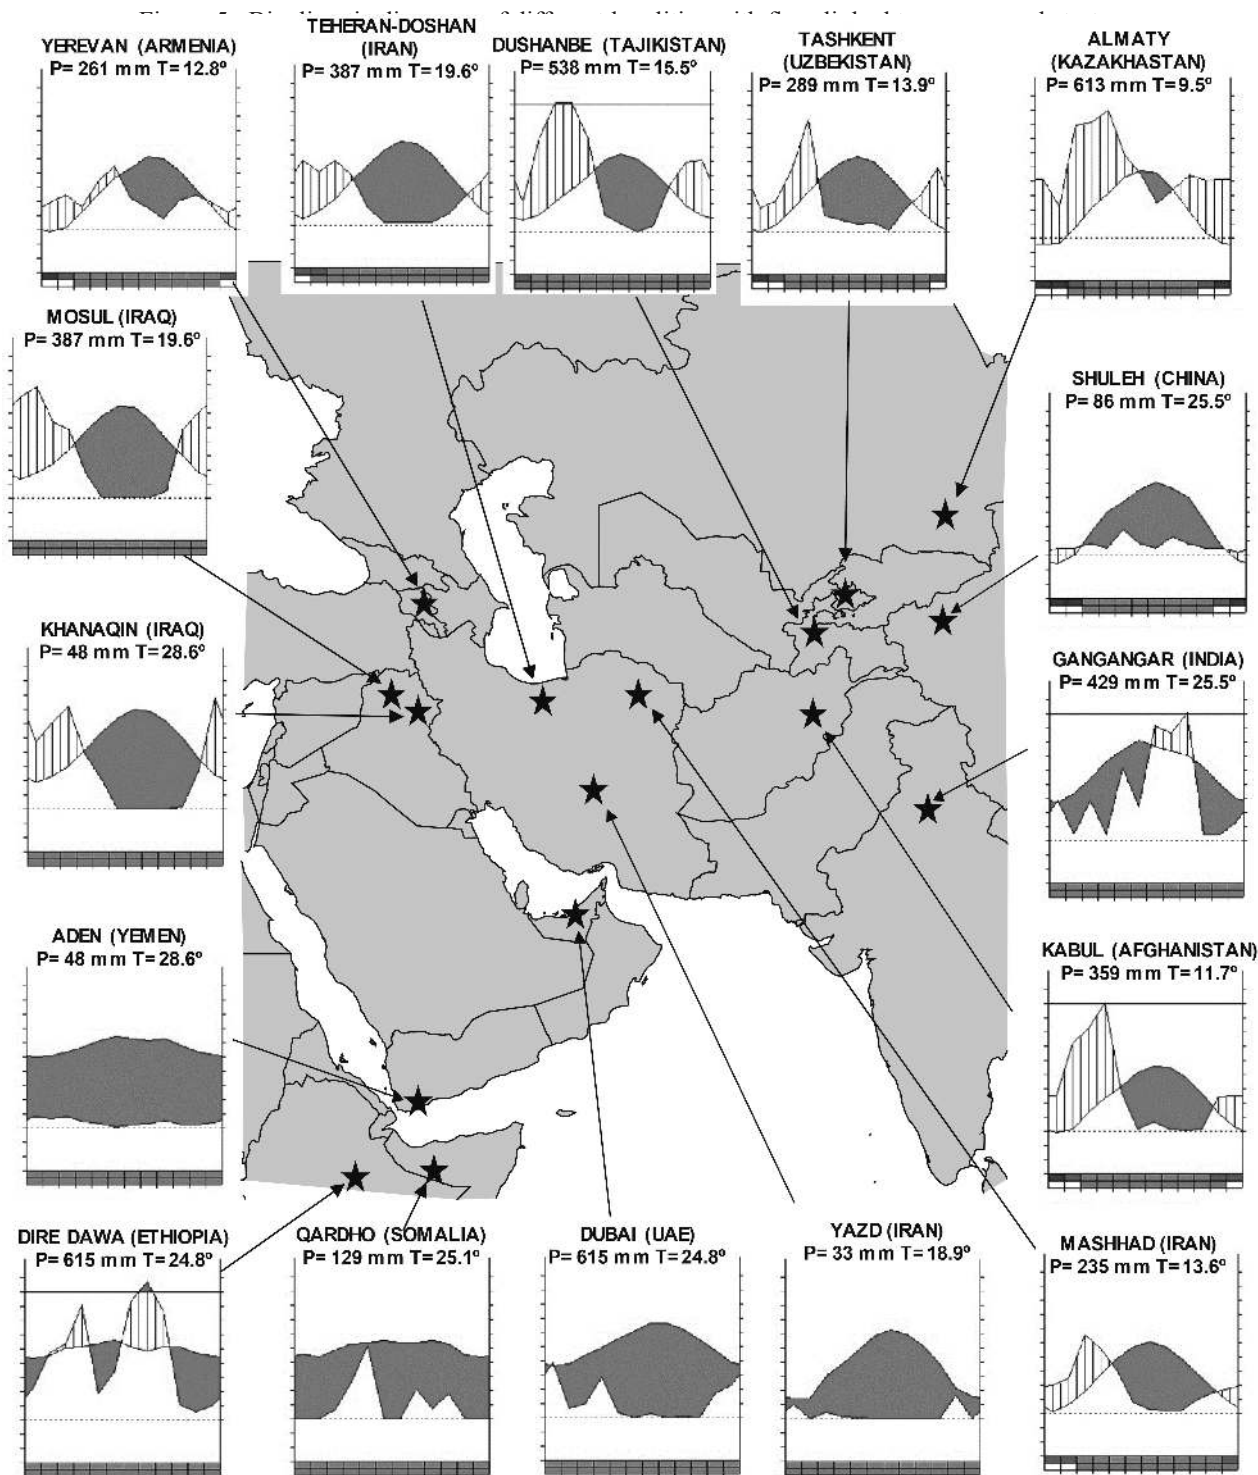 YEREVAN (ARMENIA)
P= 261 mm T=12.8º
TEHERAN-DOSHAN
(IRAN)
P= 387 mm T=19.6º
DUSHANBE (TAJIKISTAN)
P= 538 mm T=15.5º
TASHKENT
(UZBEKISTAN)
P= 289 mm T=13.9º
ALMATY
(KAZAKHASTAN)
P= 613 mm T=9.5º
MOSUL (IRAQ)
P= 387 mm T=19.6º
SHULEH (CHINA)
P= 86 mm T=25.5º
KHANAQIN (IRAQ)
P= 48 mm T=28.6º
GANGANGAR (INDIA)
P= 429 mm T=25.5º
ADEN (YEMEN)
P= 48 mm T=28.6º
KABUL (AFGHANISTAN)
P= 359 mm T=11.7º
DIRE DAWA (ETHIOPIA)
P= 615 mm T=24.8º
QARDHO (SOMALIA)
P= 129 mm T=25.1º
DUBAI (UAE)
P= 615 mm T=24.8º
YAZD (IRAN)
P= 33 mm T=18.9º
MASHHAD (IRAN)
P= 235 mm T=13.6º